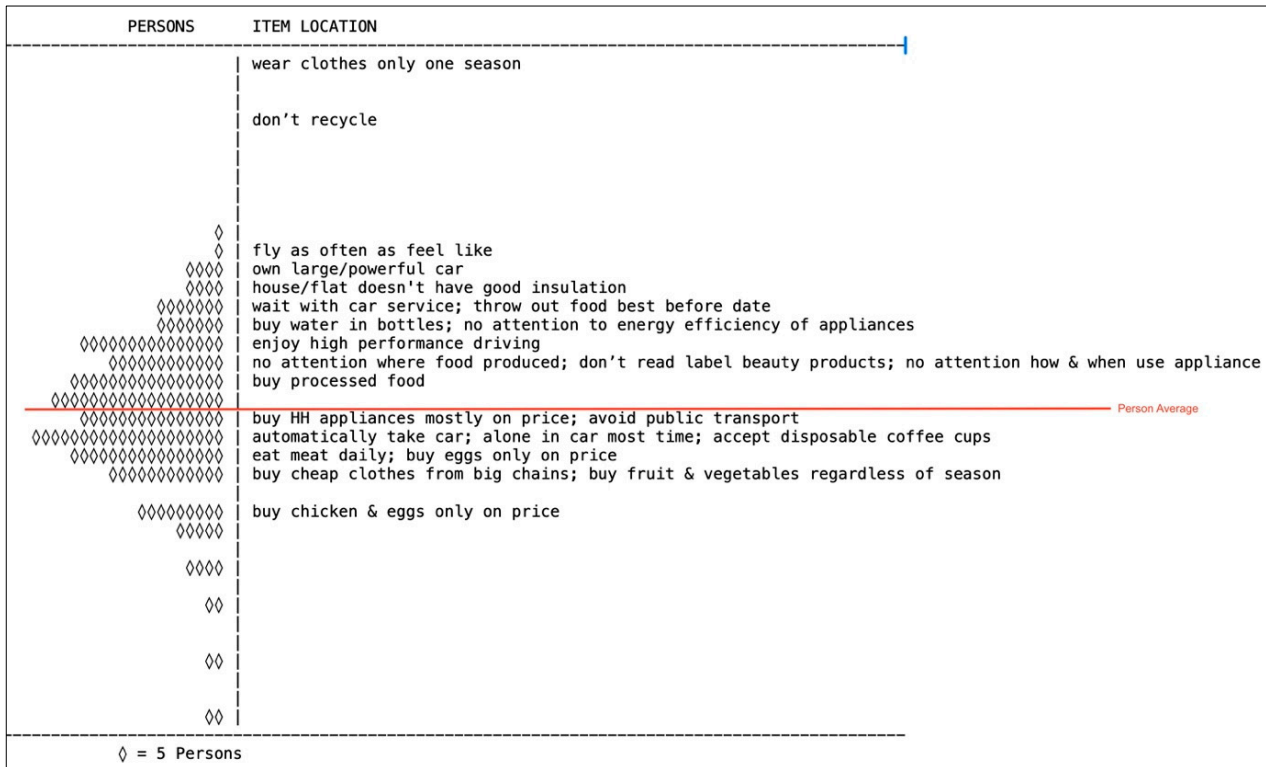 PERSONS ITEM LOCATION
wear clothes only one season
don’t recycle
◊
◊ fly as often as feel like
◊◊◊◊ own large/powerful car
◊◊◊◊ house/flat doesn't have good insulation
◊◊◊◊◊◊◊ wait with car service; throw out food best before date
◊◊◊◊◊◊◊ buy water in bottles; no attention to energy efficiency of appliances
◊◊◊◊◊◊◊◊◊◊◊◊◊◊◊ enjoy high performance driving
◊◊◊◊◊◊◊◊◊◊◊◊ no attention where food produced; don’t read label beauty products; no attention how & when use appliance
◊◊◊◊◊◊◊◊◊◊◊◊◊◊◊◊ buy processed food
◊◊◊◊◊◊◊◊◊◊◊◊◊◊◊◊◊◊
Person Average
◊◊◊◊◊◊◊◊◊◊◊◊◊◊◊ buy HH appliances mostly on price; avoid public transport
◊◊◊◊◊◊◊◊◊◊◊◊◊◊◊◊◊◊◊◊ automatically take car; alone in car most time; accept disposable coffee cups
◊◊◊◊◊◊◊◊◊◊◊◊◊◊◊◊ eat meat daily; buy eggs only on price
◊◊◊◊◊◊◊◊◊◊◊◊ buy cheap clothes from big chains; buy fruit & vegetables regardless of season
◊◊◊◊◊◊◊◊◊ buy chicken & eggs only on price
◊◊◊◊◊
◊◊◊◊
◊◊
◊◊
◊◊
◊ = 5 Persons